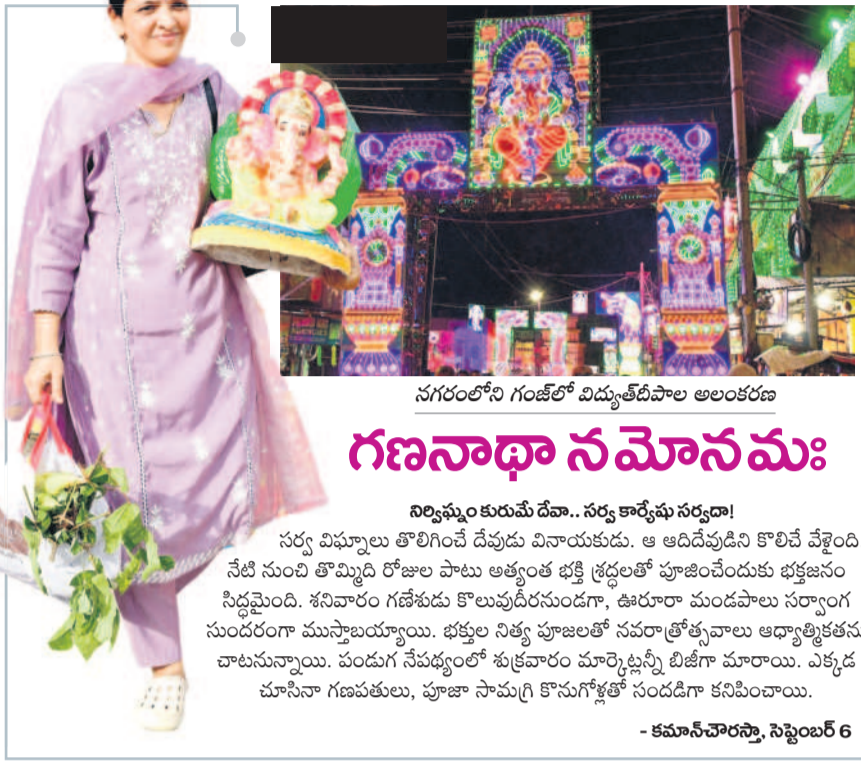 నగరంలోని గంజ్‌లో విద్యుత్‌దీపాల అలంకరణ
గణనాథా నమోనమః
నిర్విఘ్నం కురుమే దేవా.. సర్వ కార్యేషు సర్వదా!
సర్వ విఘ్నాలు తొలిగించే దేవుడు వినాయకుడు. ఆ ఆదిదేవుడిని కొలిచే వేళైంది
నేటి నుంచి తొమ్మిది రోజుల పాటు అత్యంత భక్తి శ్రద్ధలతో పూజించేందుకు భక్తజనం
సిద్ధమైంది. శనివారం గణేశుడు కొలువుదీరనుండగా, ఊరూరా మండపాలు సర్వాంగ
సుందరంగా ముస్తాబయ్యాయి. భక్తుల నిత్య పూజలతో నవరాత్రోత్సవాలు ఆధ్యాత్మికతను
చాటనున్నాయి. పండుగ నేపథ్యంలో శుక్రవారం మార్కెట్లన్నీ బిజీగా మారాయి. ఎక్కడ
చూసినా గణపతులు, పూజా సామగ్రి కొనుగోళ్లతో సందడిగా కనిపించాయి.
- కమాన్‌చౌరస్తా, సెప్టెంబర్ 6